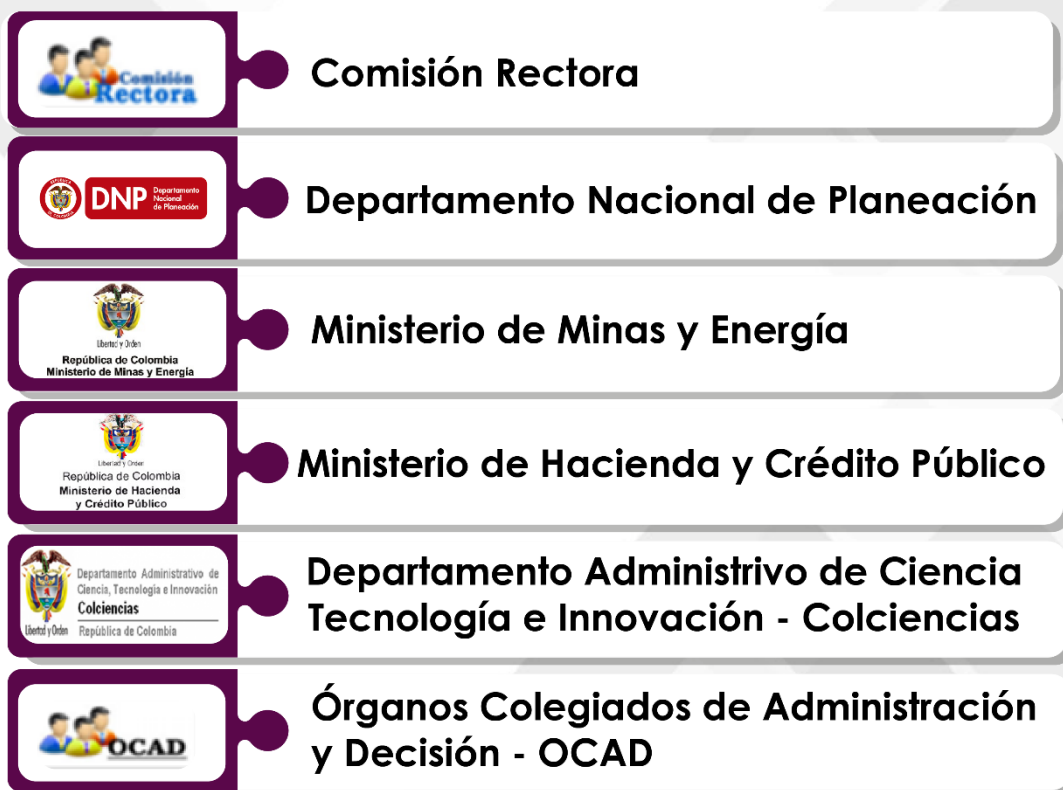 Comisión
Rectora
Comisión Rectora
REPÚBLICA
DE COLOMBIA
DNP
Departamento
Nacional
de Planeación
Departamento Nacional de Planeación
Libertad y Orden
República de Colombia
Ministerio de Minas y Energía
Ministerio de Minas y Energía
Libertad y Orden
República de Colombia
Ministerio de Hacienda
y Crédito Público
Ministerio de Hacienda y Crédito Público
Departamento Administrativo de
Ciencia, Tecnología e Innovación
Colciencias
Libertad y Orden
República de Colombia
Departamento Administrivo de Ciencia
Tecnología e Innovación - Colciencias
OCAD
Órganos Colegiados de Administración
y Decisión - OCAD